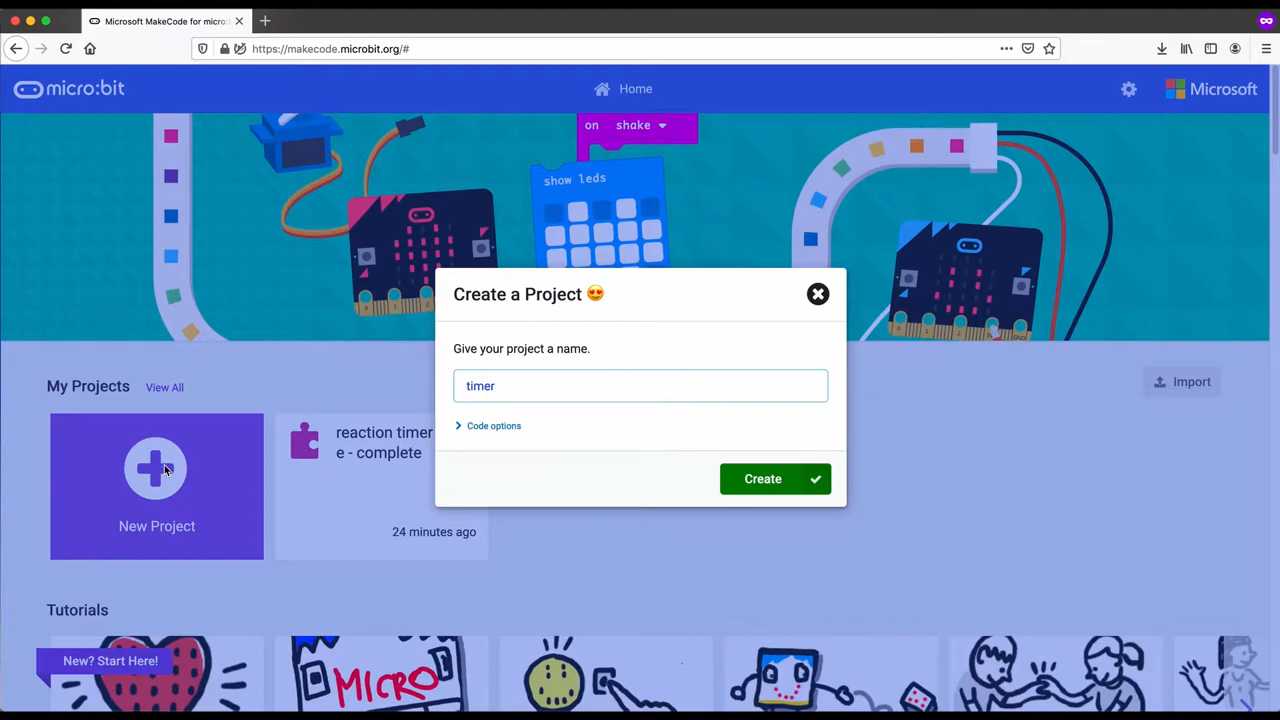 Microsoft MakeCode for micro:
https://makecode.microbit.org/#
micro:bit
Home
Microsoft
on shake
show leds
Create a Project 😍
Give your project a name.
timer
Code options
Create
My Projects
View All
Import
New Project
reaction timer
e - complete
24 minutes ago
Tutorials
New? Start Here!
MICRO